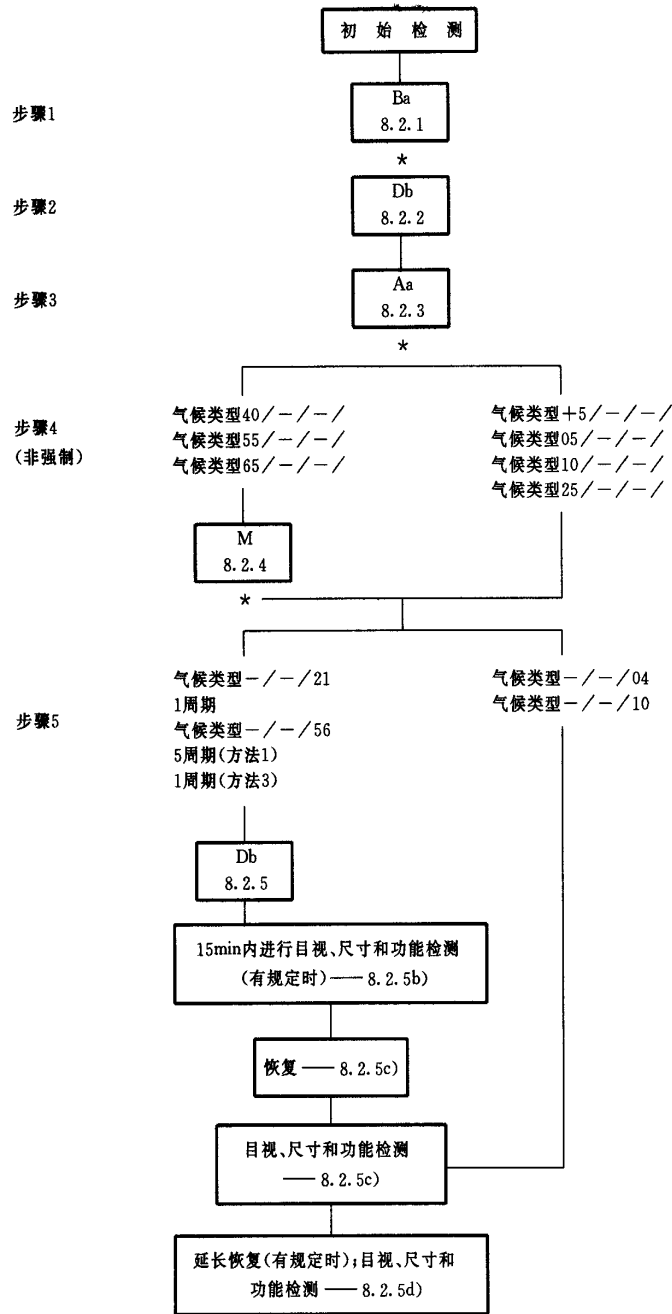 初始检测
步骤1
Ba
8.2.1
*
步骤2
Db
8.2.2
步骤3
Aa
8.2.3
*
步骤4
(非强制)
气候类型40/-/-/
气候类型55/-/-/
气候类型65/-/-/
气候类型+5/-/-/
气候类型05/-/-/
气候类型10/-/-/
气候类型25/-/-/
M
8.2.4
*
步骤5
气候类型-/-/21
1周期
气候类型-/-/56
5周期(方法1)
1周期(方法3)
气候类型-/-/04
气候类型-/-/10
Db
8.2.5
15min内进行目视、尺寸和功能检测
(有规定时)——8.2.5b)
恢复——8.2.5c)
目视、尺寸和功能检测
——8.2.5c)
延长恢复(有规定时);目视、尺寸和
功能检测——8.2.5d)